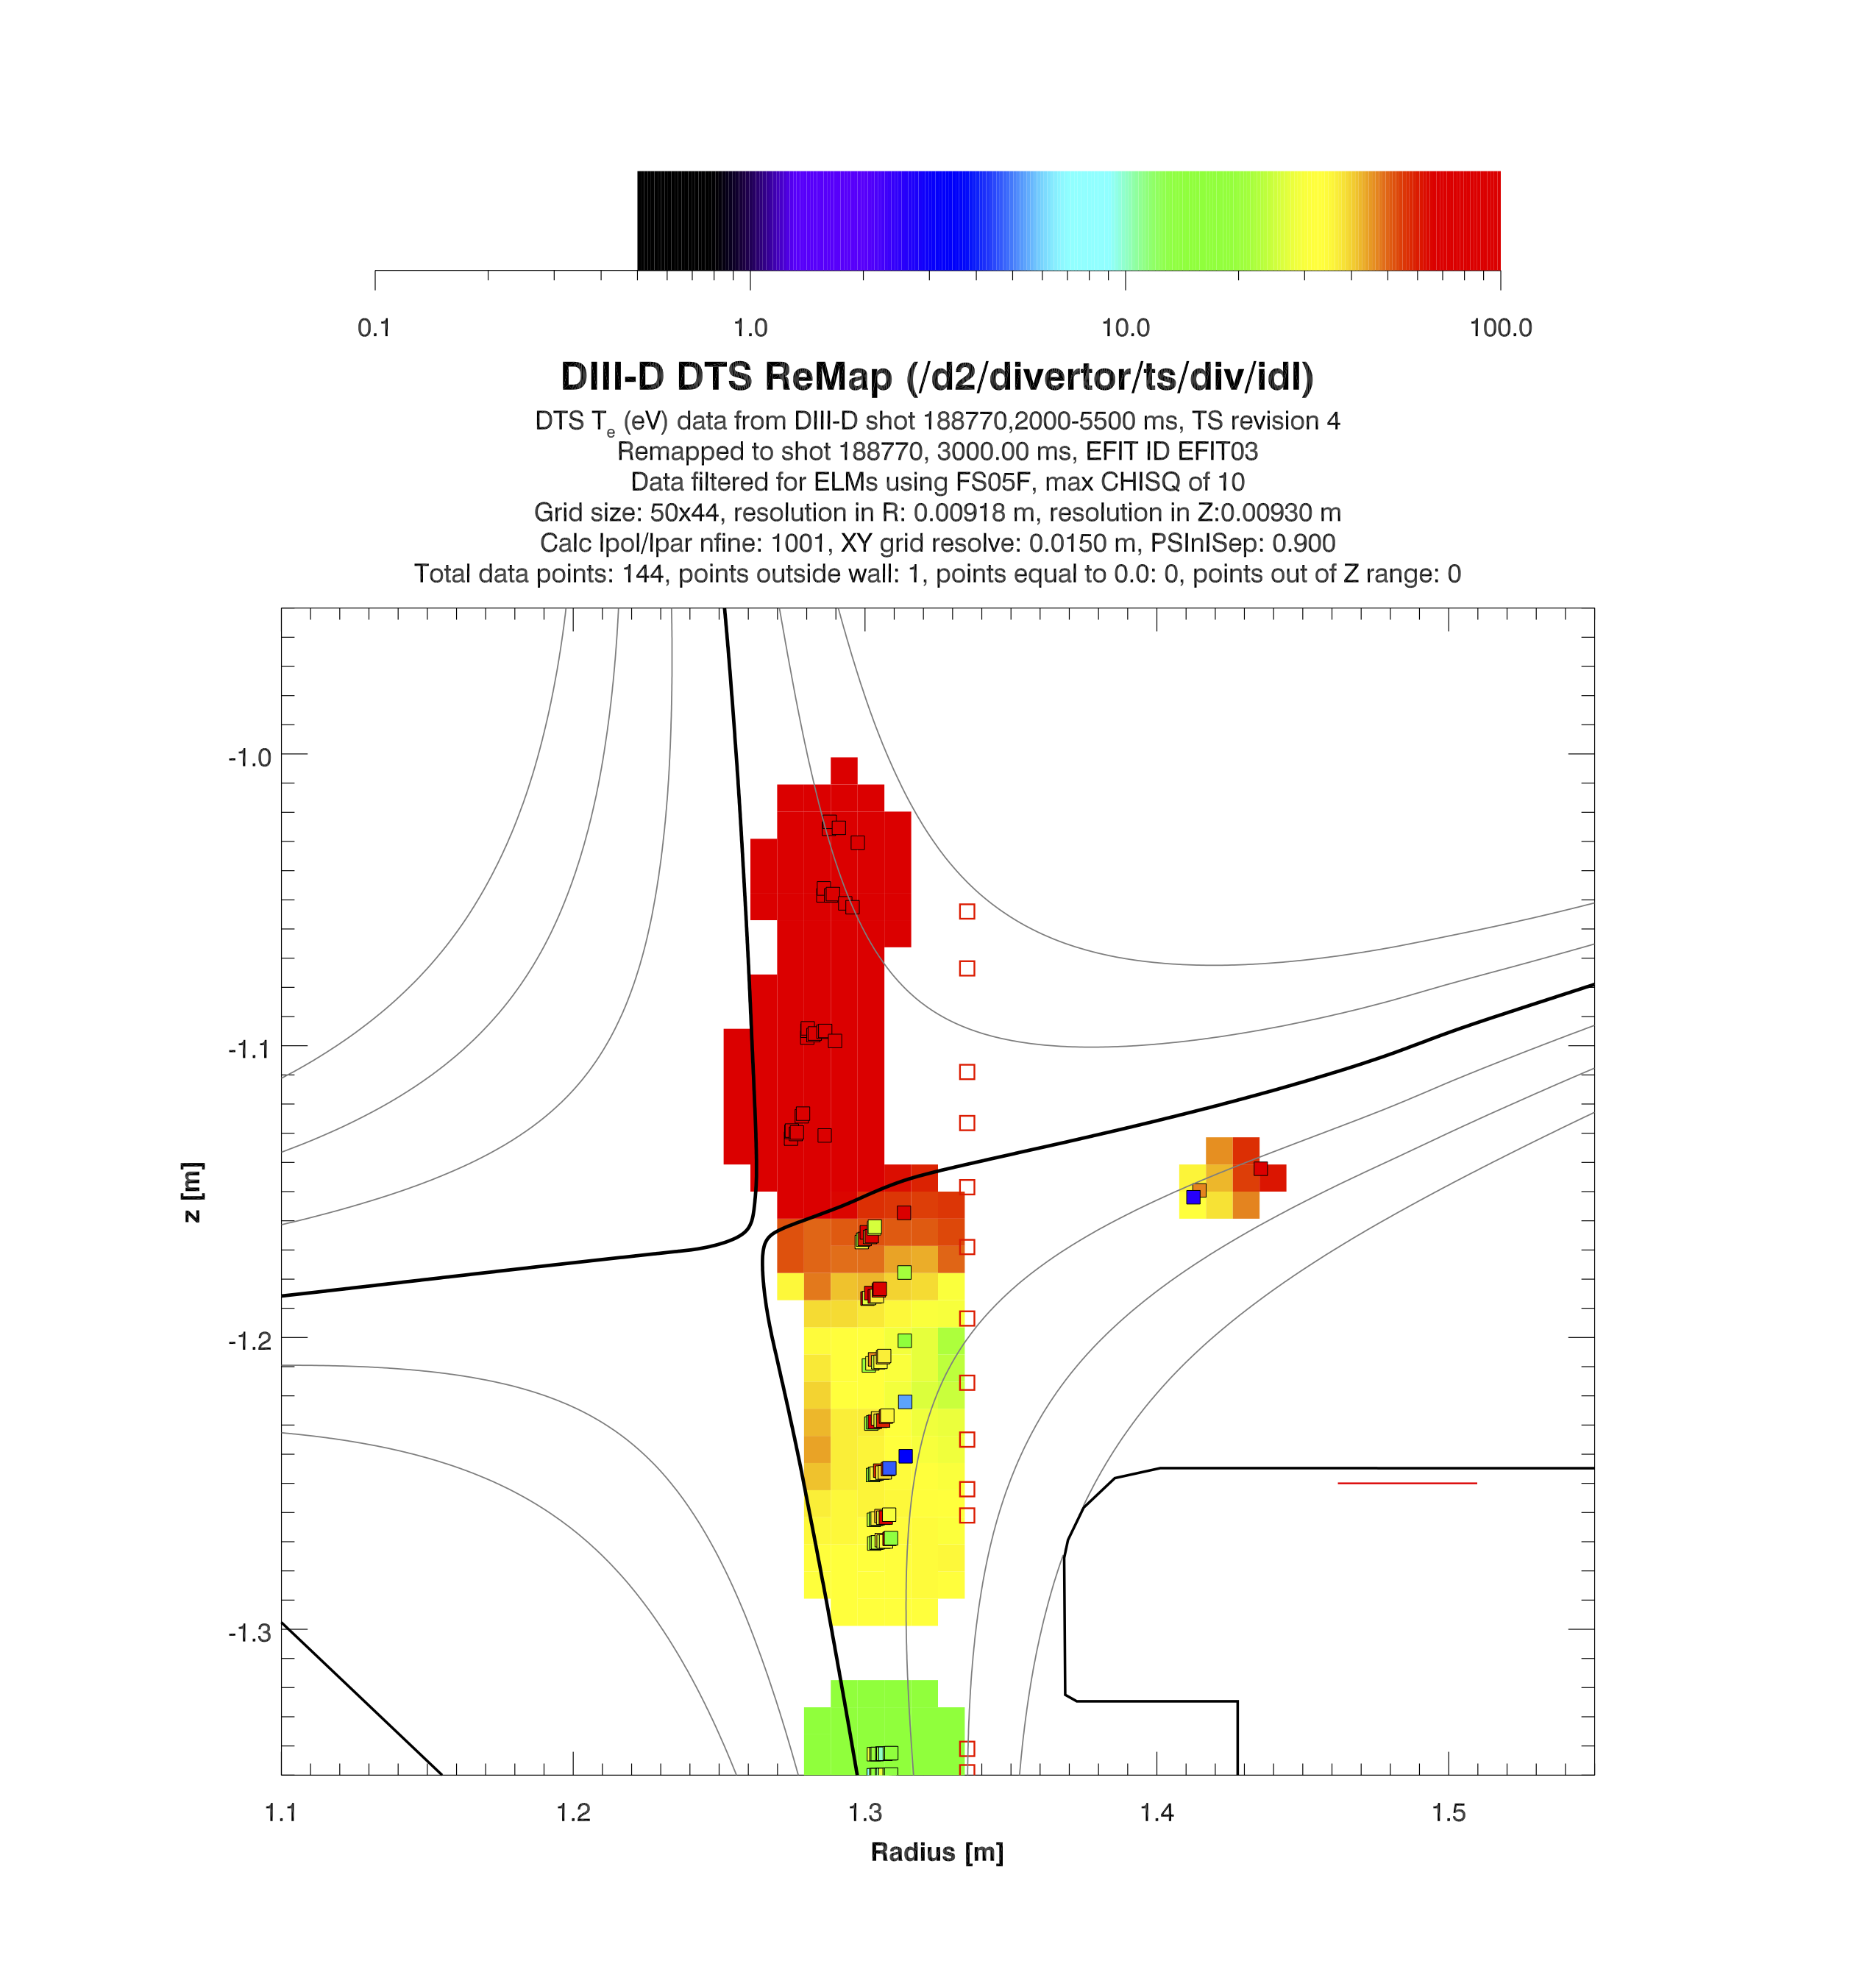 0.1 1.0 10.0 100.0
DIII-D DTS ReMap (/d2/divertor/ts/div/idl)
DTS Te (eV) data from DIII-D shot 188770,2000-5500 ms, TS revision 4
Remapped to shot 188770, 3000.00 ms, EFIT ID EFIT03
Data filtered for ELMs using FS05F, max CHISQ of 10
Grid size: 50x44, resolution in R: 0.00918 m, resolution in Z:0.00930 m
Calc lpol/lpar nfine: 1001, XY grid resolve: 0.0150 m, PSInlSep: 0.900
Total data points: 144, points outside wall: 1, points equal to 0.0: 0, points out of Z range: 0
-1.0
-1.1
z [m]
-1.2
-1.3
1.1 1.2 1.3 1.4 1.5
Radius [m]